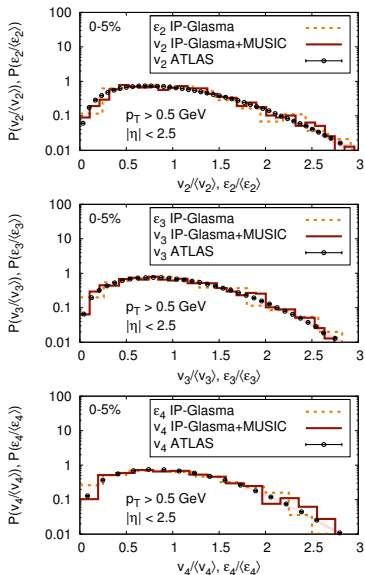 P(v₂/⟨v₂⟩), P(ε₂/⟨ε₂⟩)
100
10
1
0.1
0.01
0-5%
ε₂ IP-Glasma
v₂ IP-Glasma+MUSIC
v₂ ATLAS
p_T > 0.5 GeV
|η| < 2.5
0 0.5 1 1.5 2 2.5 3
v₂/⟨v₂⟩, ε₂/⟨ε₂⟩
P(v₃/⟨v₃⟩), P(ε₃/⟨ε₃⟩)
100
10
1
0.1
0.01
0-5%
ε₃ IP-Glasma
v₃ IP-Glasma+MUSIC
v₃ ATLAS
p_T > 0.5 GeV
|η| < 2.5
0 0.5 1 1.5 2 2.5 3
v₃/⟨v₃⟩, ε₃/⟨ε₃⟩
P(v₄/⟨v₄⟩), P(ε₄/⟨ε₄⟩)
100
10
1
0.1
0.01
0-5%
ε₄ IP-Glasma
v₄ IP-Glasma+MUSIC
v₄ ATLAS
p_T > 0.5 GeV
|η| < 2.5
0 0.5 1 1.5 2 2.5 3
v₄/⟨v₄⟩, ε₄/⟨ε₄⟩